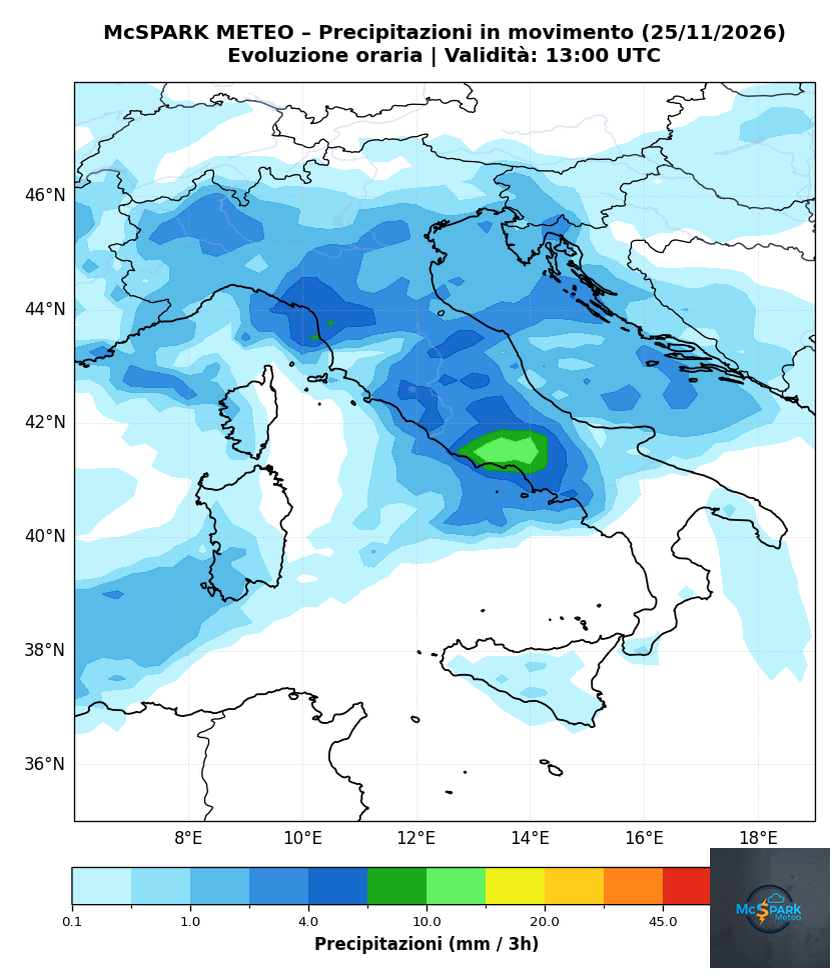 McSPARK METEO – Precipitazioni in movimento (25/11/2026)
Evoluzione oraria | Validità: 13:00 UTC
46°N
44°N
42°N
40°N
38°N
36°N
8°E 10°E 12°E 14°E 16°E 18°E
0.1 1.0 4.0 10.0 20.0 45.0
Precipitazioni (mm / 3h)
McSPARK
Meteo